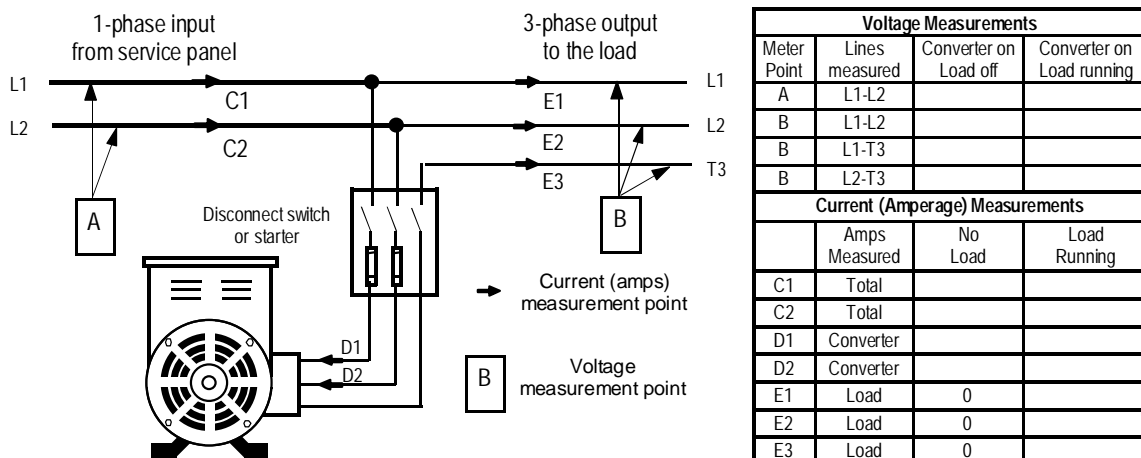 1-phase input
from service panel
3-phase output
to the load
L1
C1
E1
L1
L2
C2
E2
L2
E3
T3
A
Disconnect switch
or starter
B
Current (amps)
measurement point
D1
D2
B
Voltage
measurement point
Voltage Measurements
Meter Point Lines measured Converter on Load off Converter on Load running
A L1-L2
B L1-L2
B L1-T3
B L2-T3
Current (Amperage) Measurements
Amps Measured No Load Load Running
C1 Total
C2 Total
D1 Converter
D2 Converter
E1 Load 0
E2 Load 0
E3 Load 0